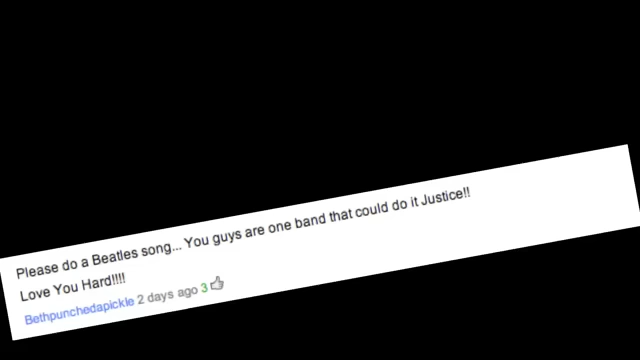 Please do a Beatles song... You guys are one band that could do it Justice!!
Love You Hard!!!!
Bethpunchedapickle 2 days ago 3